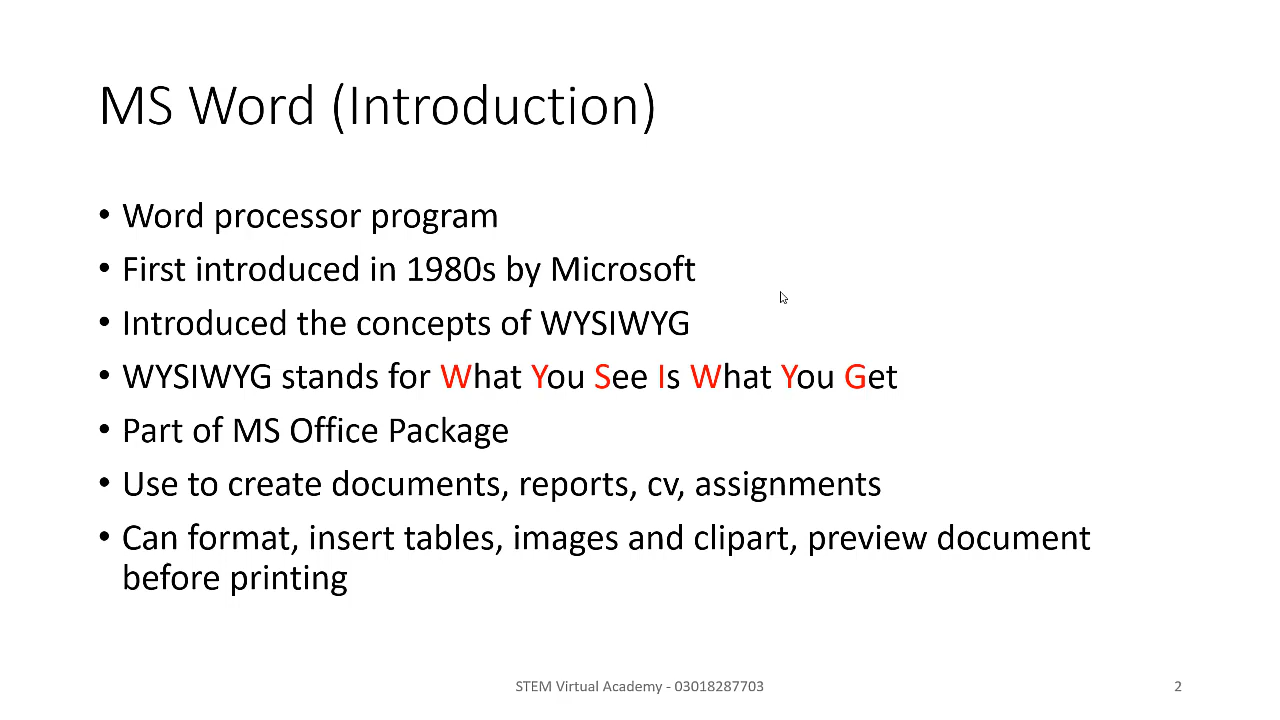 MS Word (Introduction)
• Word processor program
• First introduced in 1980s by Microsoft
• Introduced the concepts of WYSIWYG
• WYSIWYG stands for What You See Is What You Get
• Part of MS Office Package
• Use to create documents, reports, cv, assignments
• Can format, insert tables, images and clipart, preview document
before printing
STEM Virtual Academy - 03018287703
2